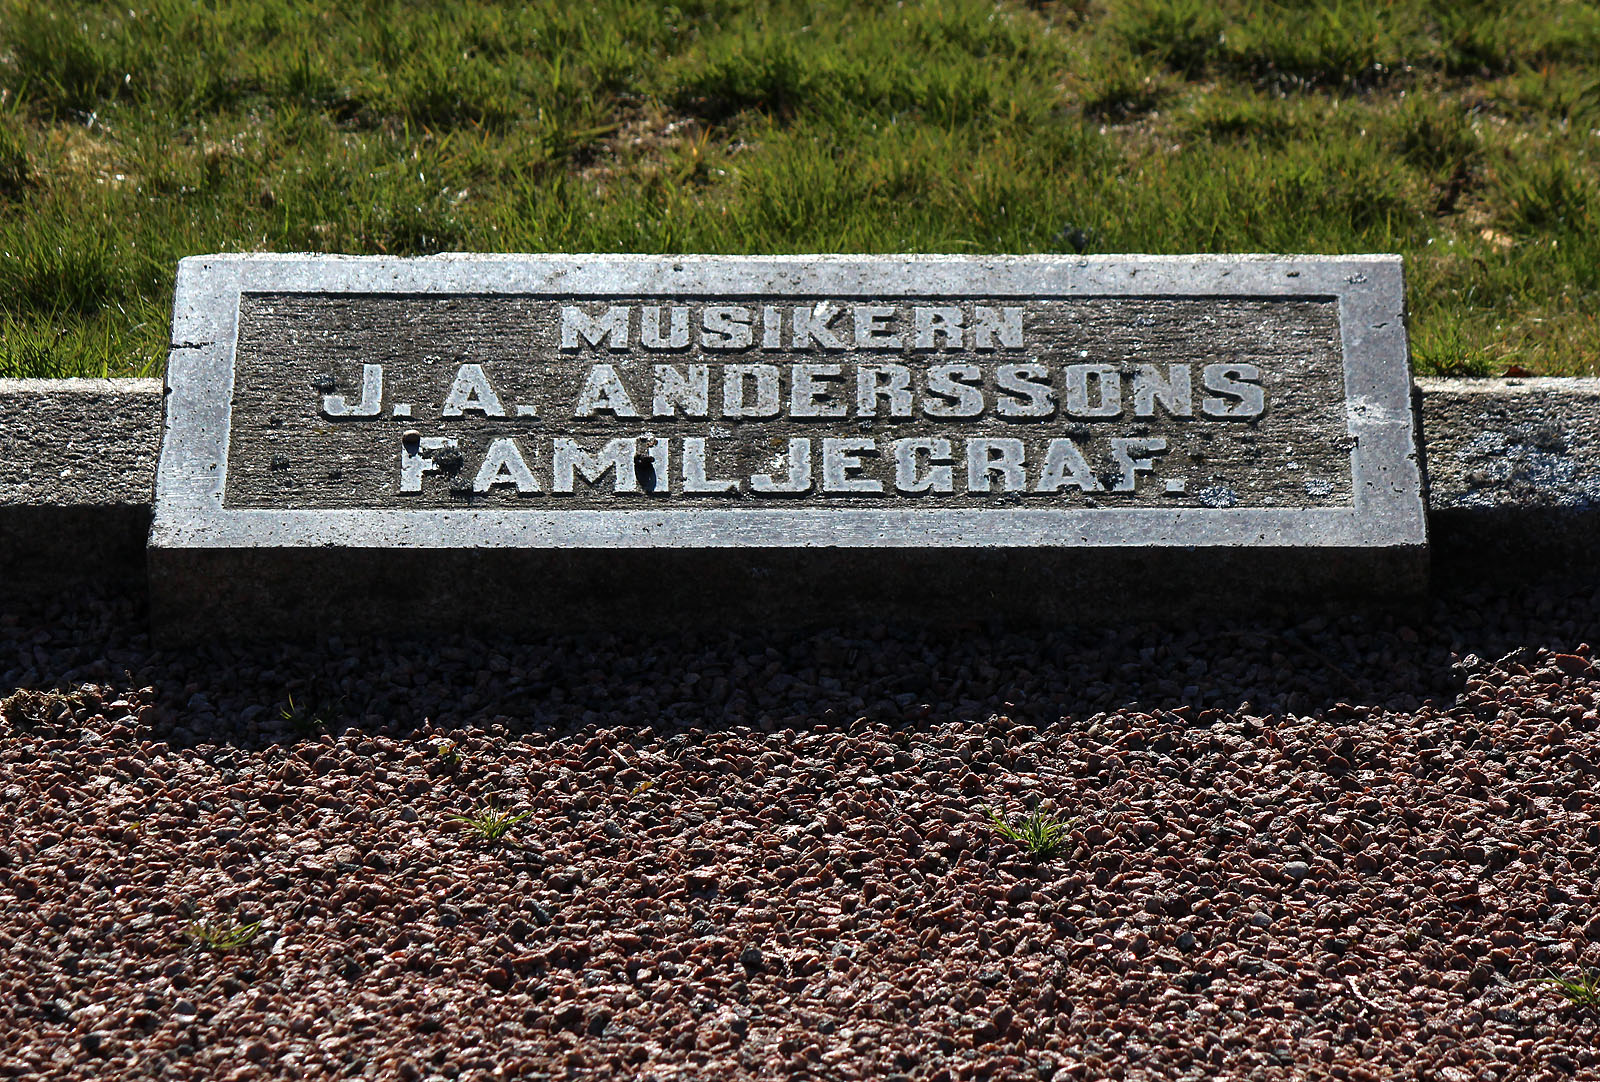 MUSIKERN
J. A. ANDERSSONS
FAMILJEGRAF.